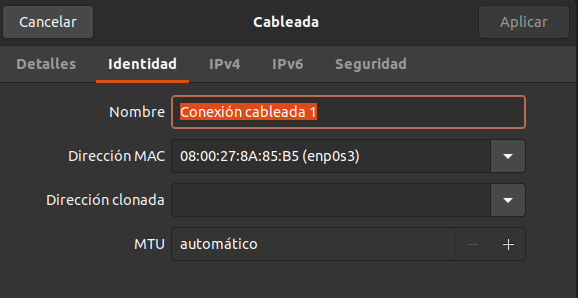 Cancelar Cableada Aplicar
Detalles Identidad IPv4 IPv6 Seguridad
Nombre Conexión cableada 1
Dirección MAC 08:00:27:8A:85:B5 (enp0s3)
Dirección clonada
MTU automático − +